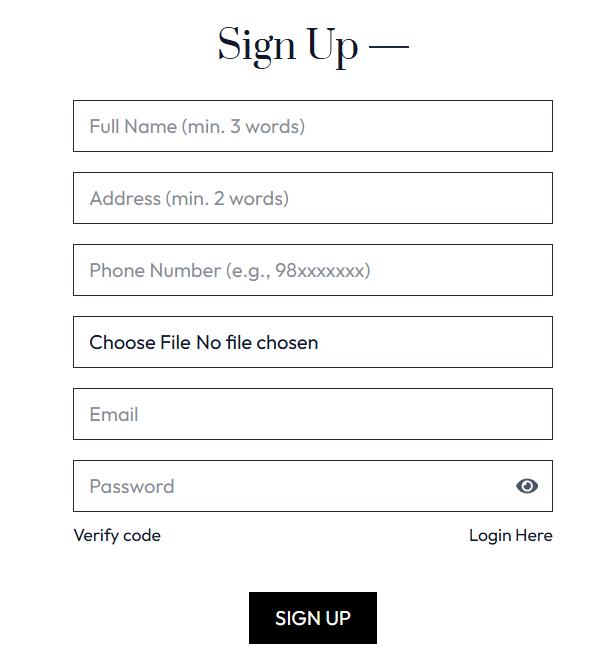 Sign Up —
Full Name (min. 3 words)
Address (min. 2 words)
Phone Number (e.g., 98xxxxxxx)
Choose File No file chosen
Email
Password
Verify code
Login Here
SIGN UP